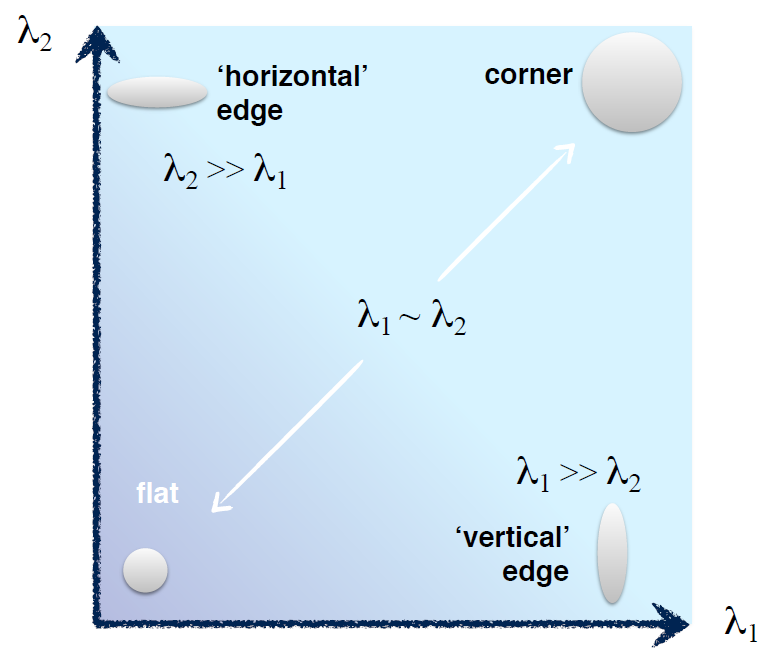 λ₂
‘horizontal’
edge
corner
λ₂ >> λ₁
λ₁ ~ λ₂
λ₁ >> λ₂
flat
‘vertical’
edge
λ₁